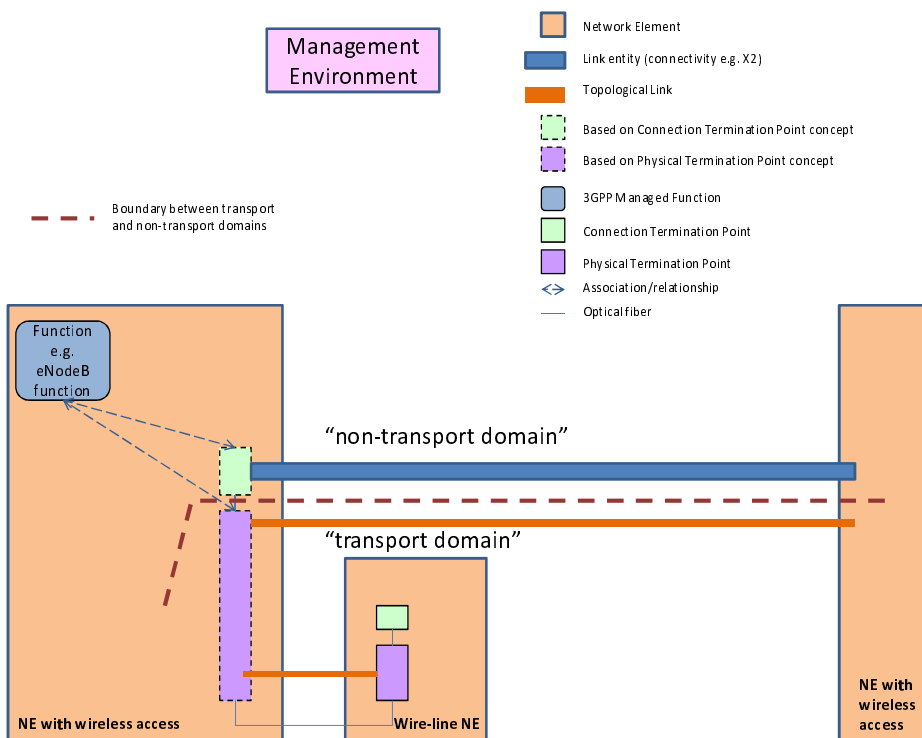 Management
Environment
Network Element
Link entity (connectivity e.g. X2)
Topological Link
Based on Connection Termination Point concept
Based on Physical Termination Point concept
3GPP Managed Function
Connection Termination Point
Physical Termination Point
Association/relationship
Optical fiber
Boundary between transport
and non-transport domains
Function
e.g.
eNodeB
function
“non-transport domain”
“transport domain”
NE with wireless access
Wire-line NE
NE with
wireless
access